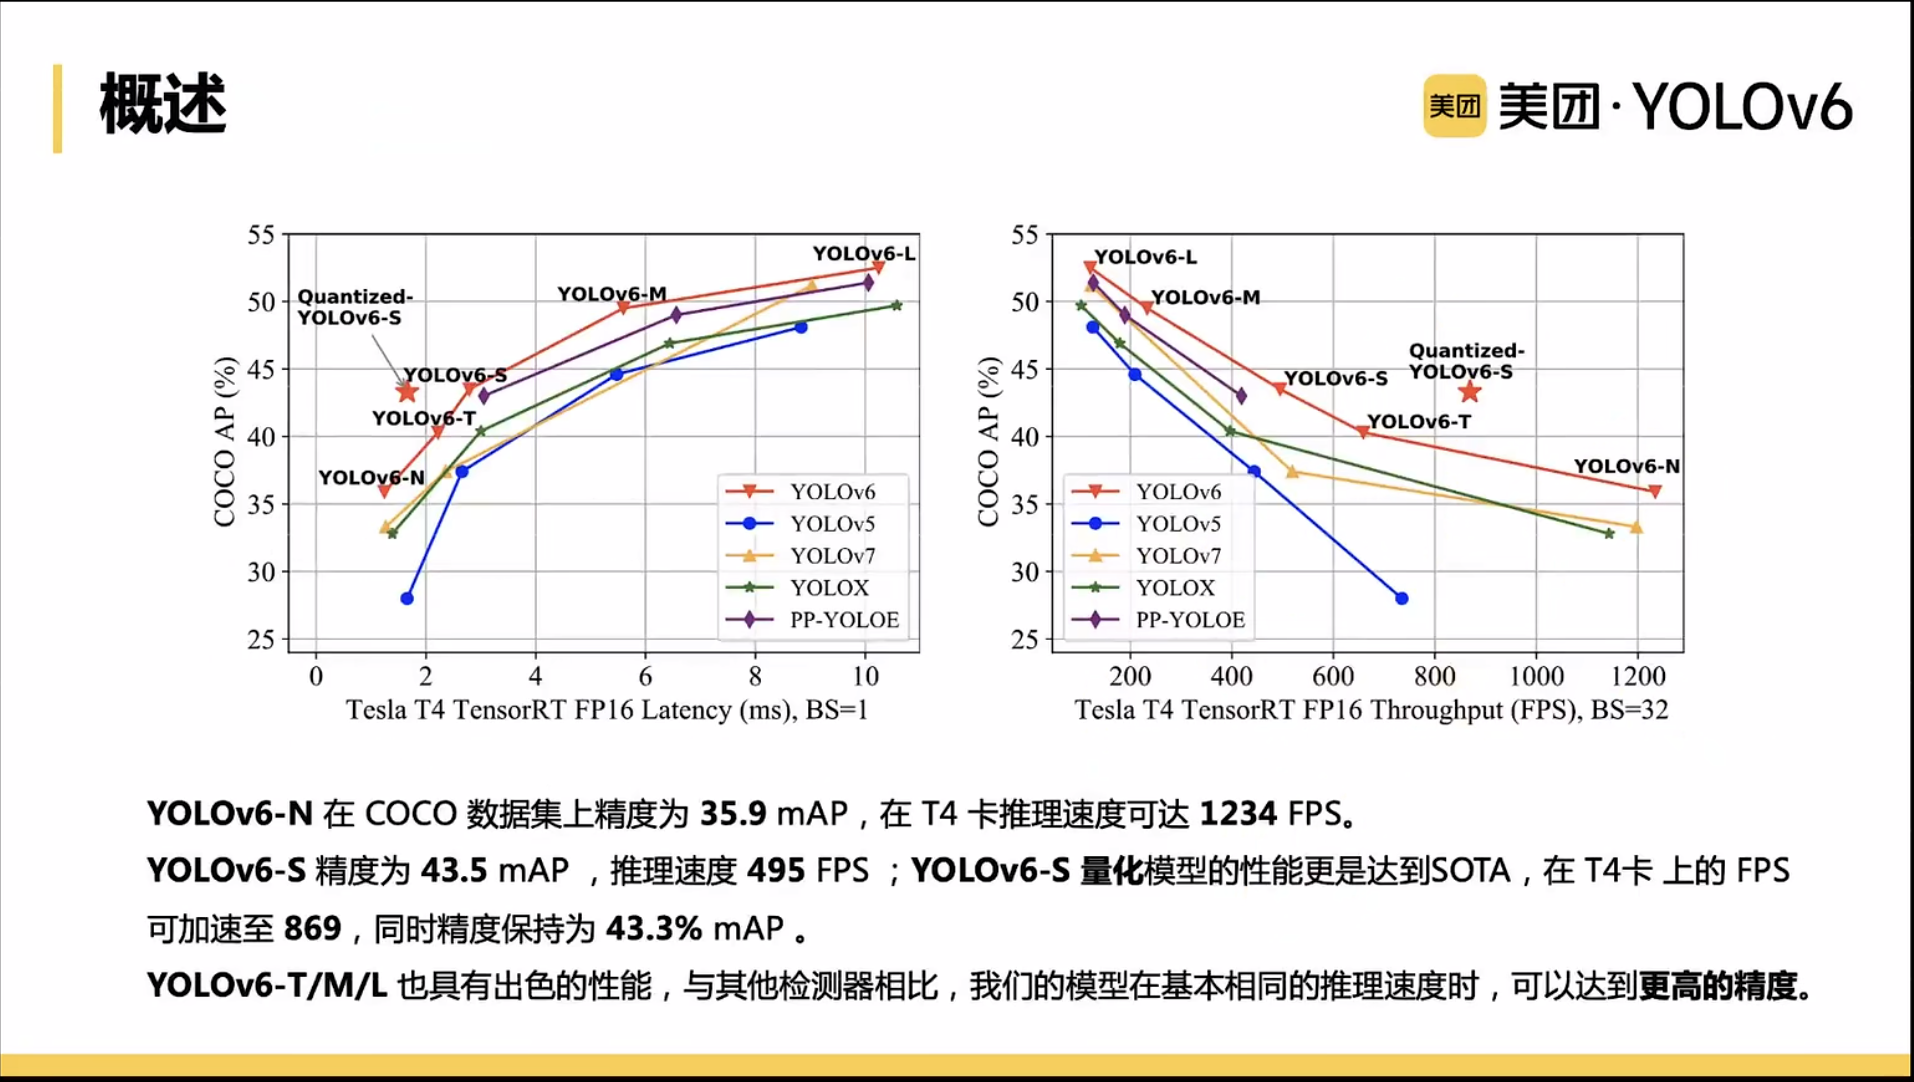 概述
美团 美团·YOLOv6
55
50
45
40
35
30
25
COCO AP (%)
0 2 4 6 8 10
Tesla T4 TensorRT FP16 Latency (ms), BS=1
Quantized-
YOLOv6-S
YOLOv6-L
YOLOv6-M
YOLOv6-S
YOLOv6-T
YOLOv6-N
YOLOv6
YOLOv5
YOLOv7
YOLOX
PP-YOLOE
55
50
45
40
35
30
25
COCO AP (%)
200 400 600 800 1000 1200
Tesla T4 TensorRT FP16 Throughput (FPS), BS=32
YOLOv6-L
YOLOv6-M
Quantized-
YOLOv6-S
YOLOv6-S
YOLOv6-T
YOLOv6-N
YOLOv6
YOLOv5
YOLOv7
YOLOX
PP-YOLOE
YOLOv6-N 在 COCO 数据集上精度为 35.9 mAP，在 T4 卡推理速度可达 1234 FPS。
YOLOv6-S 精度为 43.5 mAP ，推理速度 495 FPS ；YOLOv6-S 量化模型的性能更是达到SOTA，在 T4卡 上的 FPS
可加速至 869，同时精度保持为 43.3% mAP 。
YOLOv6-T/M/L 也具有出色的性能，与其他检测器相比，我们的模型在基本相同的推理速度时，可以达到更高的精度。